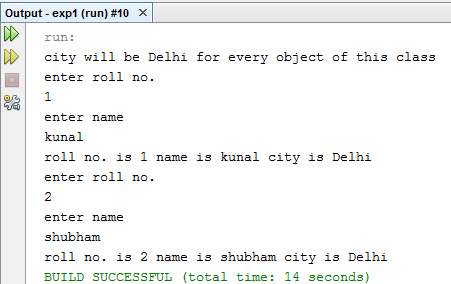 Output - exp1 (run) #10 ×
run:
city will be Delhi for every object of this class
enter roll no.
1
enter name
kunal
roll no. is 1 name is kunal city is Delhi
enter roll no.
2
enter name
shubham
roll no. is 2 name is shubham city is Delhi
BUILD SUCCESSFUL (total time: 14 seconds)